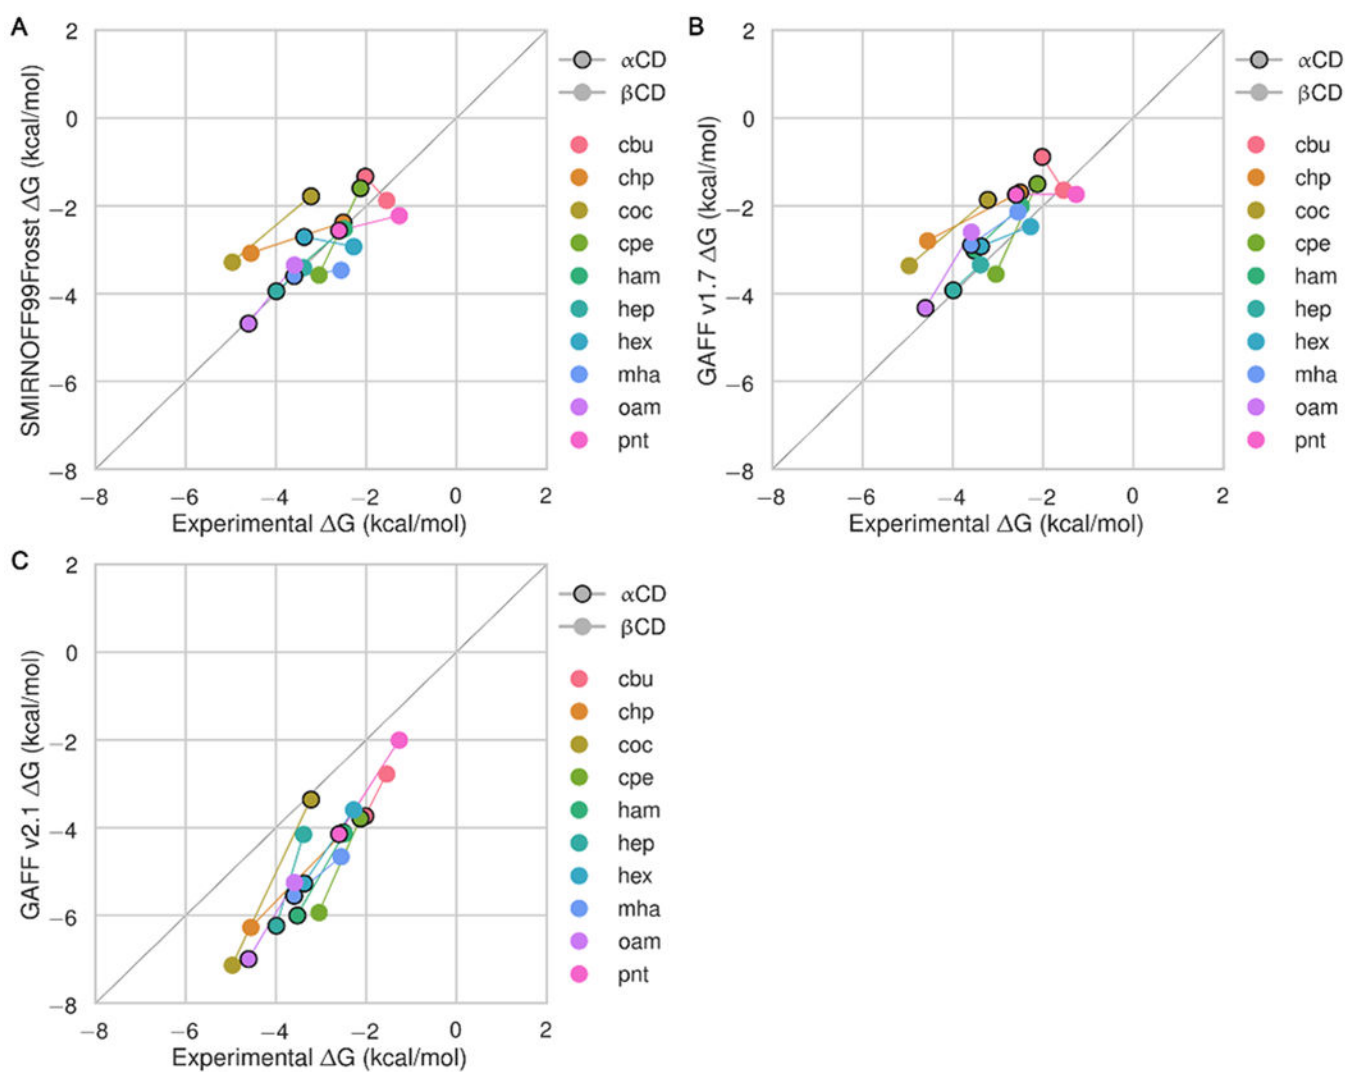 A
SMIRNOFF99Frosst ΔG (kcal/mol)
2
0
−2
−4
−6
−8
−8 −6 −4 −2 0 2
Experimental ΔG (kcal/mol)
αCD
βCD
cbu
chp
coc
cpe
ham
hep
hex
mha
oam
pnt
B
GAFF v1.7 ΔG (kcal/mol)
2
0
−2
−4
−6
−8
−8 −6 −4 −2 0 2
Experimental ΔG (kcal/mol)
αCD
βCD
cbu
chp
coc
cpe
ham
hep
hex
mha
oam
pnt
C
GAFF v2.1 ΔG (kcal/mol)
2
0
−2
−4
−6
−8
−8 −6 −4 −2 0 2
Experimental ΔG (kcal/mol)
αCD
βCD
cbu
chp
coc
cpe
ham
hep
hex
mha
oam
pnt